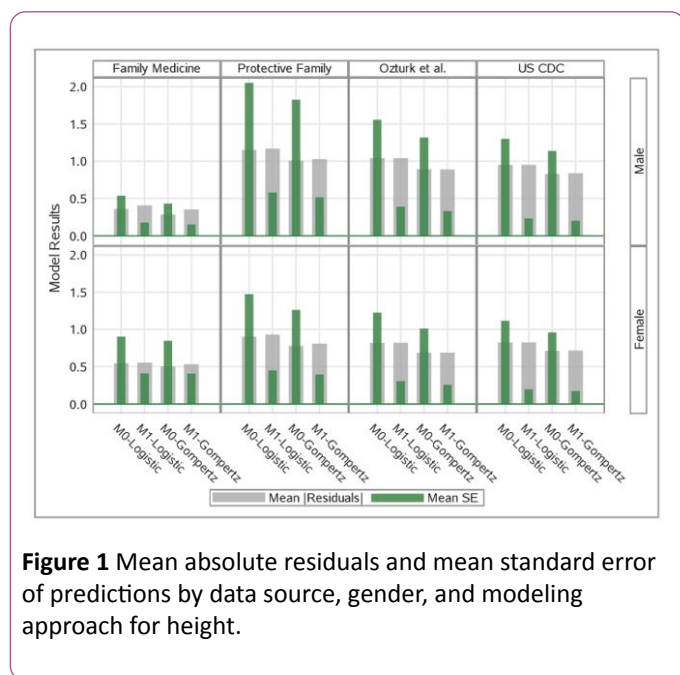 Family Medicine
Protective Family
Ozturk et al.
US CDC
Model Results
2.0
1.5
1.0
0.5
0.0
Male
2.0
1.5
1.0
0.5
0.0
Female
M0-Logistic
M1-Logistic
M0-Gompertz
M1-Gompertz
M0-Logistic
M1-Logistic
M0-Gompertz
M1-Gompertz
M0-Logistic
M1-Logistic
M0-Gompertz
M1-Gompertz
M0-Logistic
M1-Logistic
M0-Gompertz
M1-Gompertz
Mean |Residuals|
Mean SE
Figure 1 Mean absolute residuals and mean standard error
of predictions by data source, gender, and modeling
approach for height.